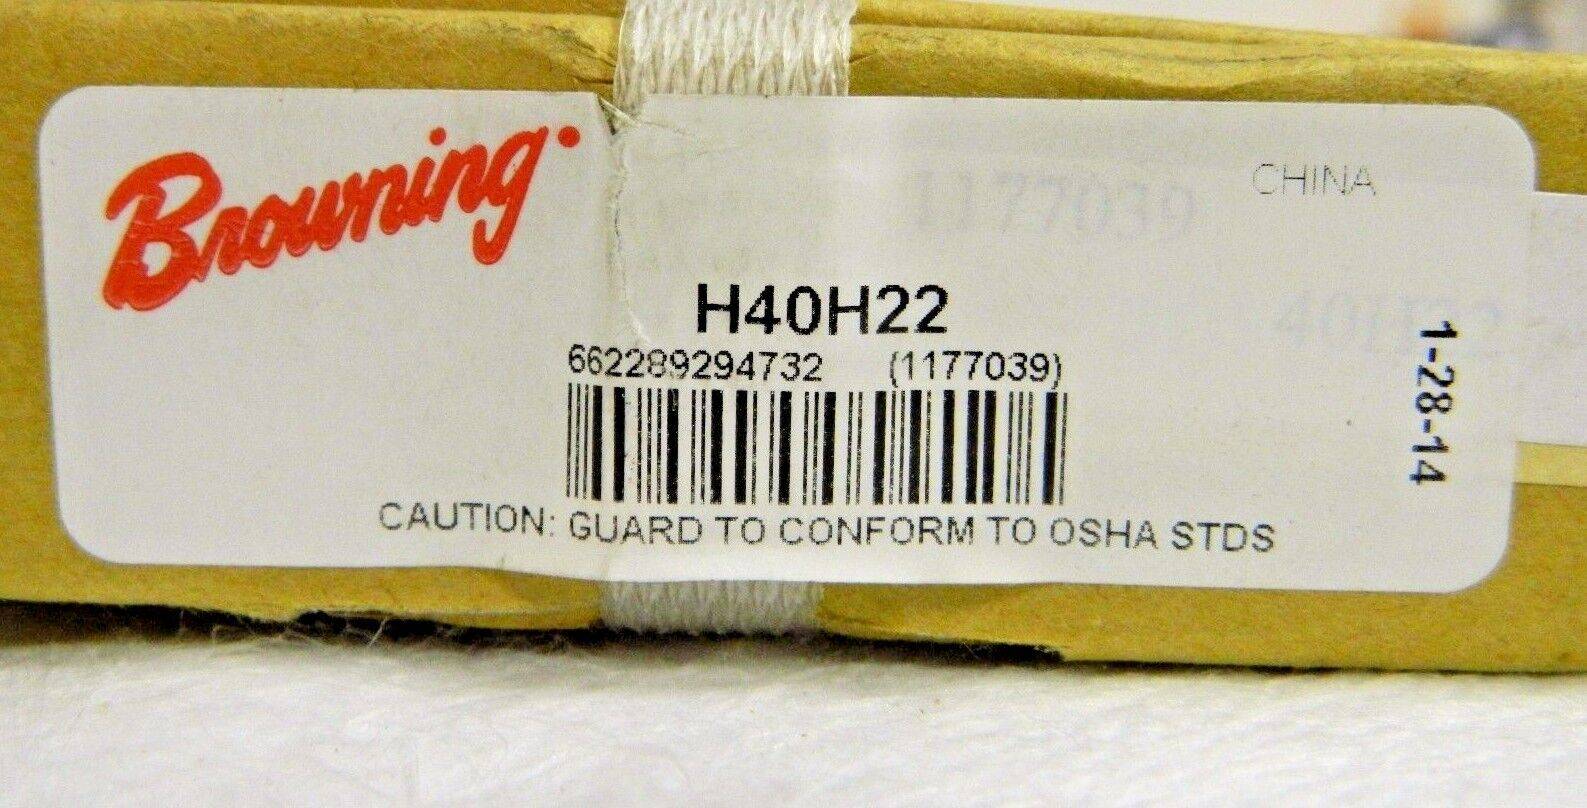 Browning
CHINA
1177039
H40H22
662289294732 (1177039)
1-28-14
CAUTION: GUARD TO CONFORM TO OSHA STDS